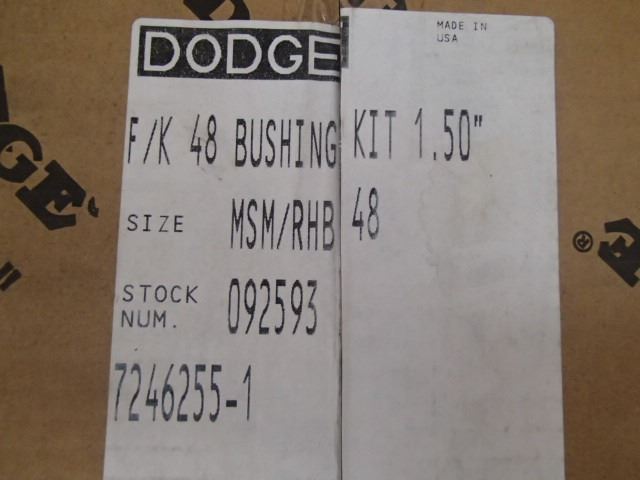 DODGE
MADE IN
USA
F/K 48 BUSHING KIT 1.50"
SIZE MSM/RHB 48
STOCK
NUM. 092593
7246255-1